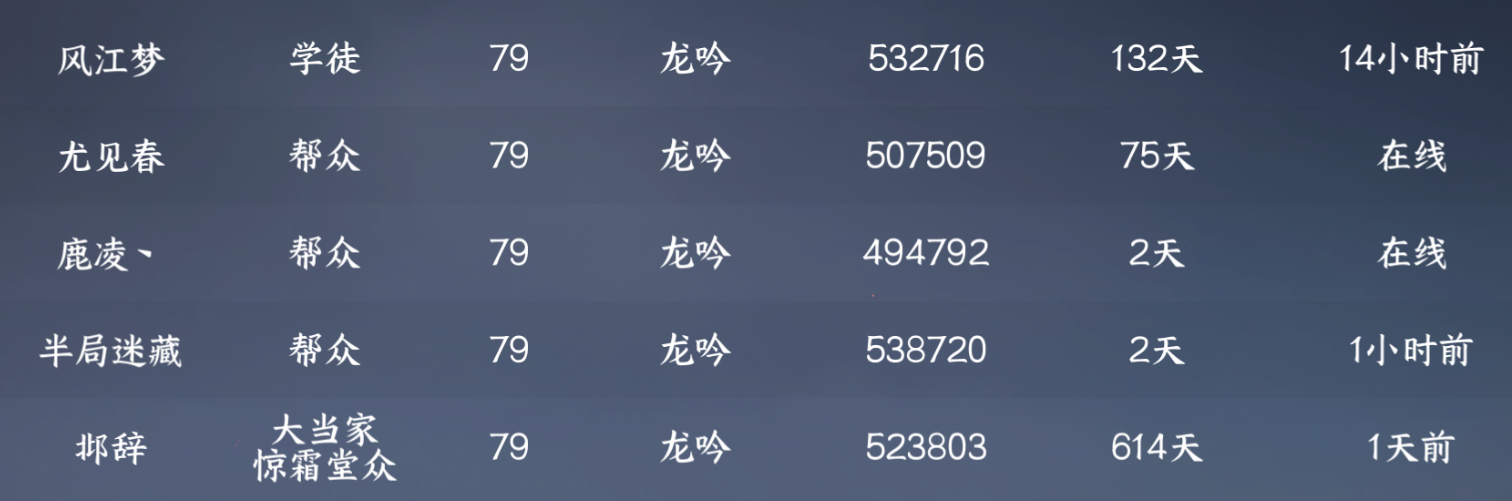 风江梦 学徒 79 龙吟 532716 132天 14小时前
尤见春 帮众 79 龙吟 507509 75天 在线
鹿凌丶 帮众 79 龙吟 494792 2天 在线
半局迷藏 帮众 79 龙吟 538720 2天 1小时前
邶辞 大当家 79 龙吟 523803 614天 1天前
惊霜堂众